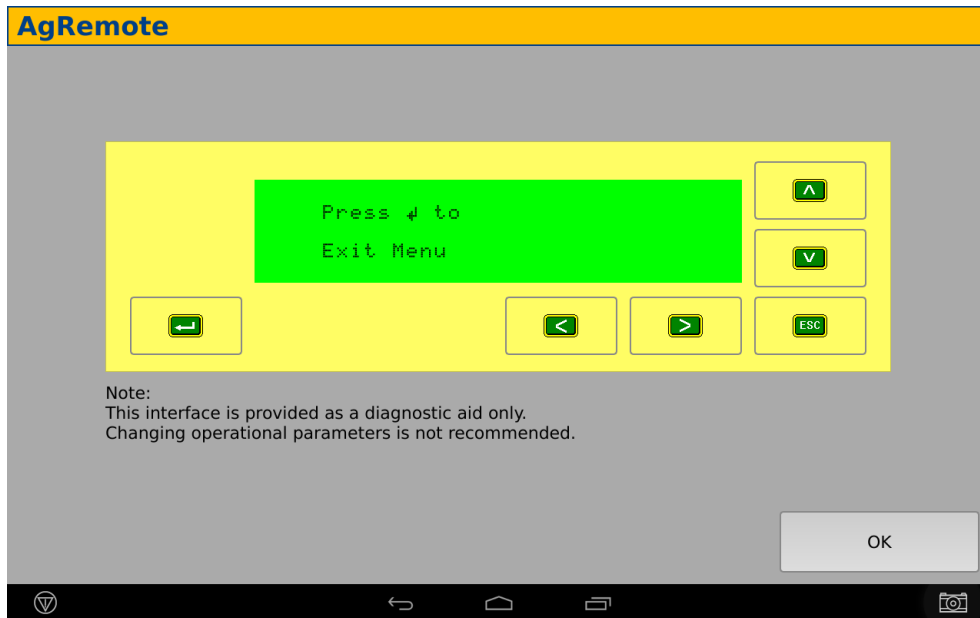 AgRemote
Press ↲ to
Exit Menu
ESC
Note:
This interface is provided as a diagnostic aid only.
Changing operational parameters is not recommended.
OK